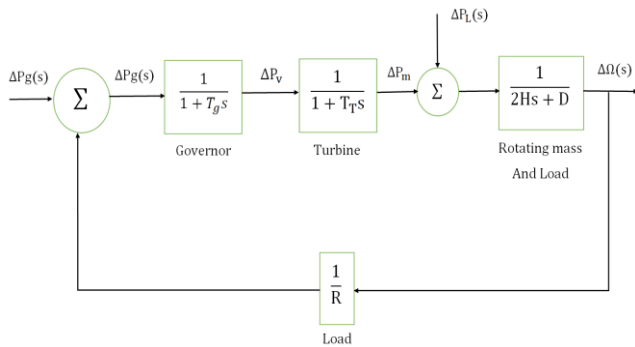 ΔP_L(s)
ΔPg(s)
ΔPg(s)
ΔP_v
ΔP_m
ΔΩ(s)
Σ
1
1 + T_g s
1
1 + T_T s
Σ
1
2Hs + D
Governor
Turbine
Rotating mass
And Load
1
R
Load